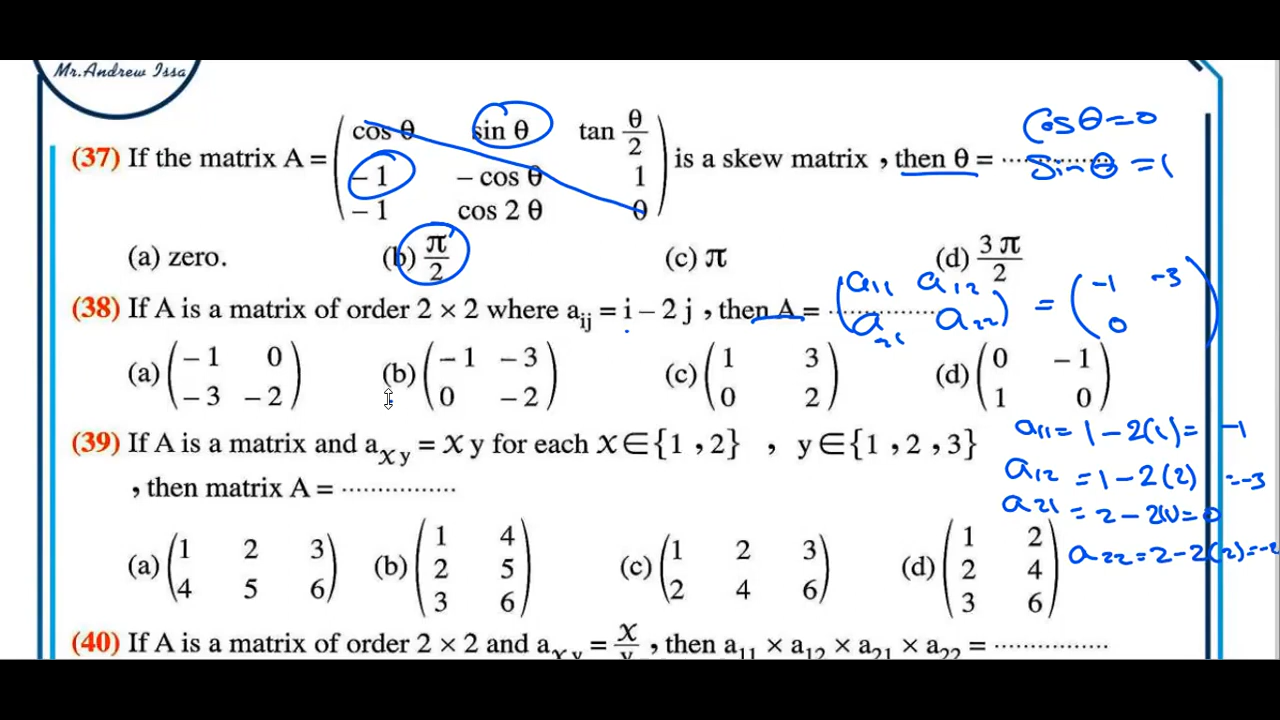 Mr.Andrew Issa
(37) If the matrix A = ( cos θ sin θ tan θ/2 is a skew matrix , then θ = ············
– 1 – cos θ 1
– 1 cos 2 θ 0 )
cos θ = 0
sin θ = 1
(a) zero. (b) π/2 (c) π (d) 3 π/2
(38) If A is a matrix of order 2 × 2 where aij = i – 2 j , then A = ···············
( a11 a12 = ( -1 -3
a21 a22 ) 0 )
(a) ( – 1 0 (b) ( – 1 – 3 (c) ( 1 3 (d) ( 0 – 1
– 3 – 2 ) 0 – 2 ) 0 2 ) 1 0 )
a11 = 1 - 2(1) = -1
a12 = 1 - 2(2) = -3
a21 = 2 - 2(1) = 0
a22 = 2 - 2(2) = -2
(39) If A is a matrix and axy = x y for each x ∈ {1 , 2} , y ∈ {1 , 2 , 3}
, then matrix A = ················
(a) ( 1 2 3 (b) ( 1 4 (c) ( 1 2 3 (d) ( 1 2
4 5 6 ) 2 5 2 4 6 ) 2 4
3 6 ) 3 6 )
(40) If A is a matrix of order 2 × 2 and axy = x/y , then a11 × a12 × a21 × a22 = ················